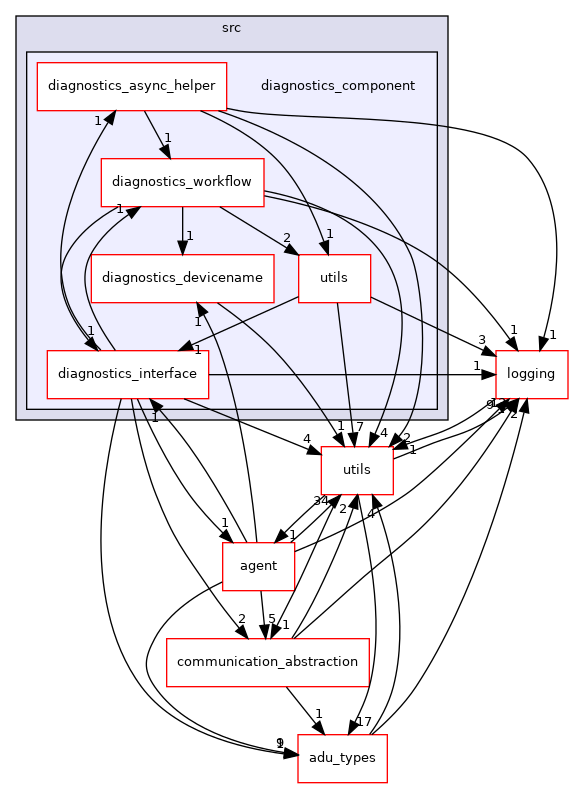 src
diagnostics_async_helper
diagnostics_component
1
1
diagnostics_workflow
1
2
1
1
diagnostics_devicename
utils
1
1
3
1
1
1
diagnostics_interface
1
logging
1
4
1
7
4
2
1
9
2
utils
1
34
2
4
1
agent
5
1
2
communication_abstraction
1
17
9
adu_types